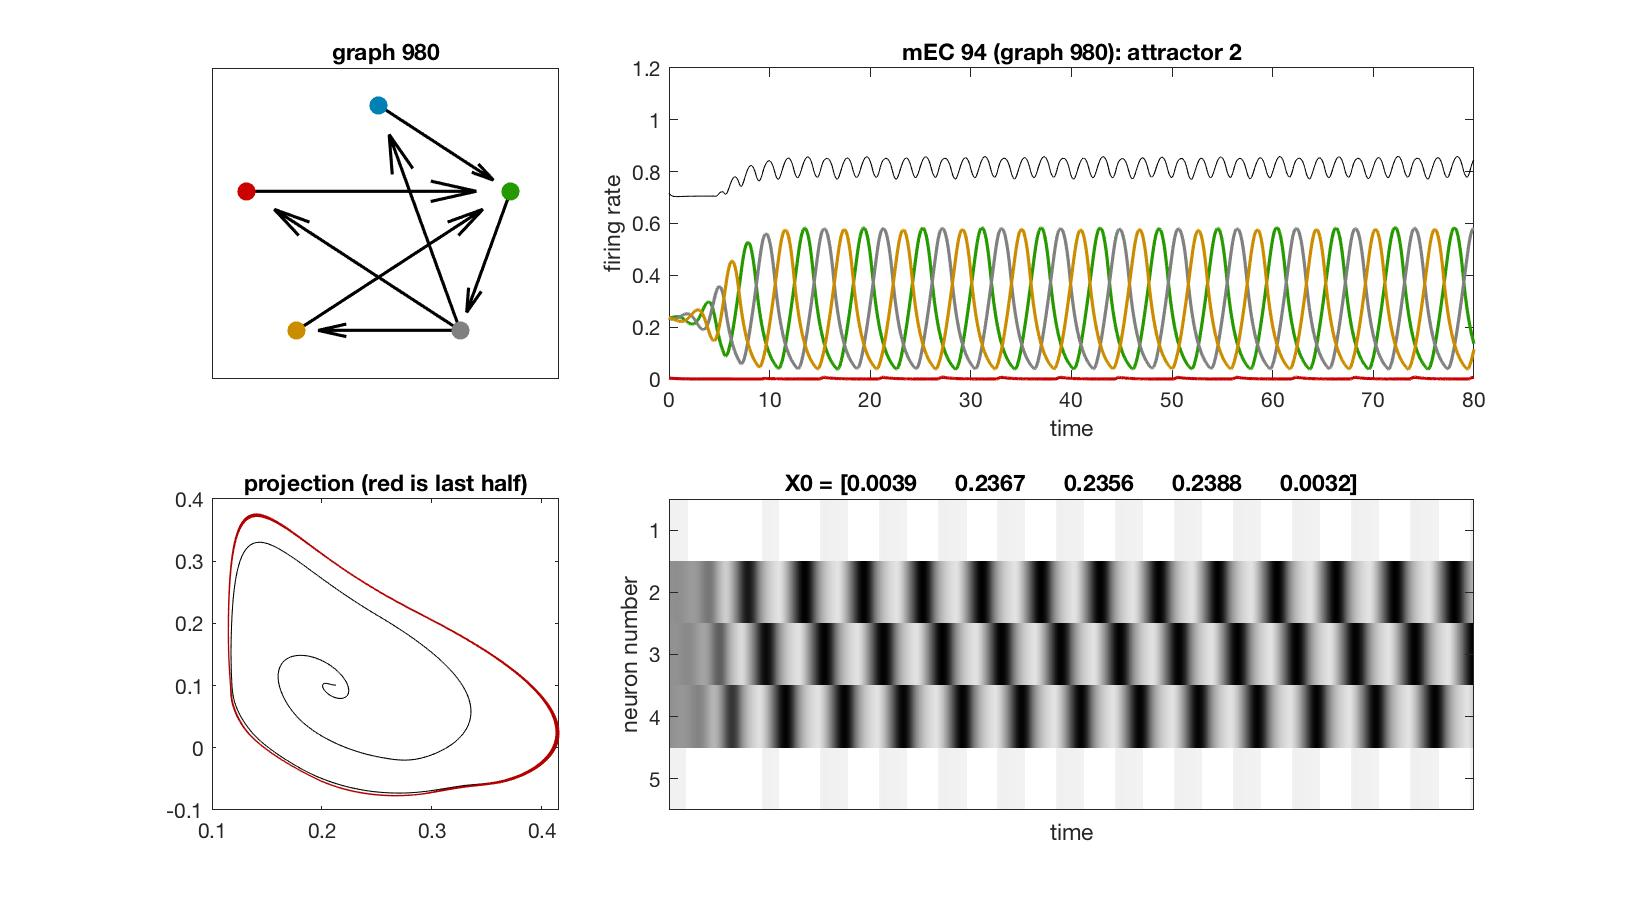 graph 980
mEC 94 (graph 980): attractor 2
1.2
1
0.8
0.6
0.4
0.2
0
firing rate
0 10 20 30 40 50 60 70 80
time
projection (red is last half)
0.4
0.3
0.2
0.1
0
-0.1
0.1 0.2 0.3 0.4
X0 = [0.0039 0.2367 0.2356 0.2388 0.0032]
1
2
3
4
5
neuron number
time